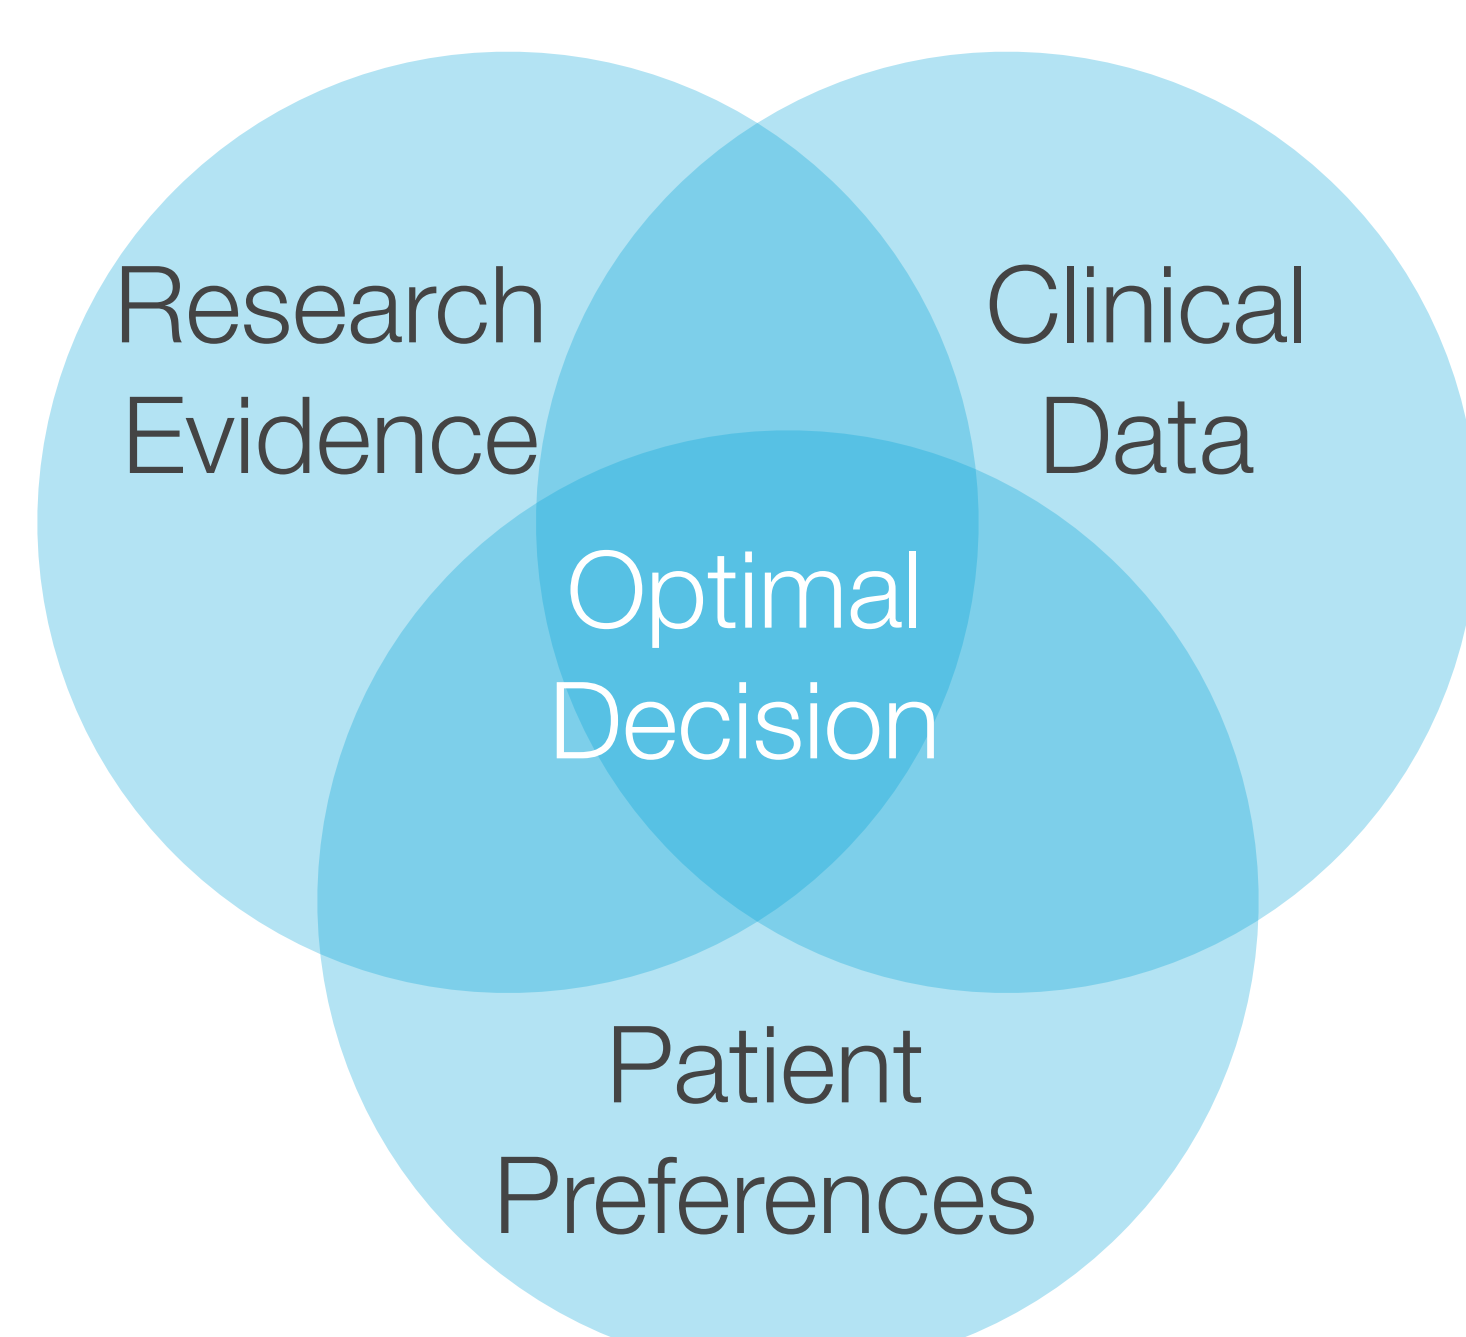 Research
Evidence
Clinical
Data
Optimal
Decision
Patient
Preferences